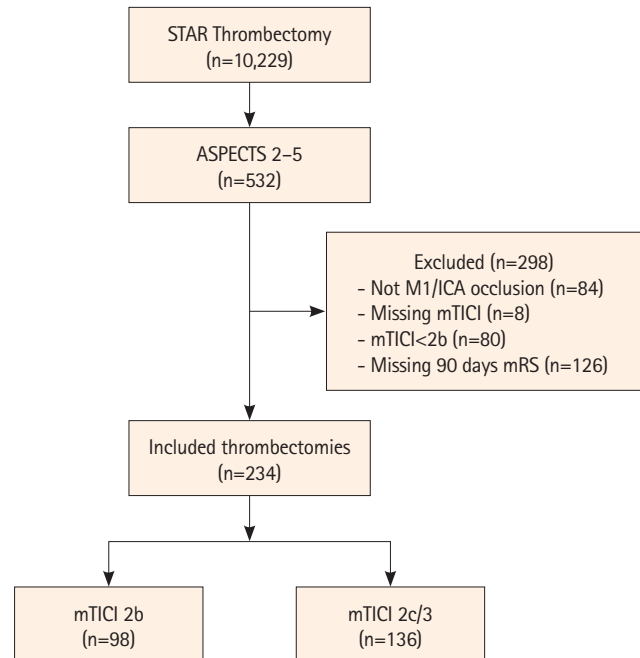 STAR Thrombectomy
(n=10,229)
ASPECTS 2–5
(n=532)
Excluded (n=298)
- Not M1/ICA occlusion (n=84)
- Missing mTICI (n=8)
- mTICI<2b (n=80)
- Missing 90 days mRS (n=126)
Included thrombectomies
(n=234)
mTICI 2b
(n=98)
mTICI 2c/3
(n=136)